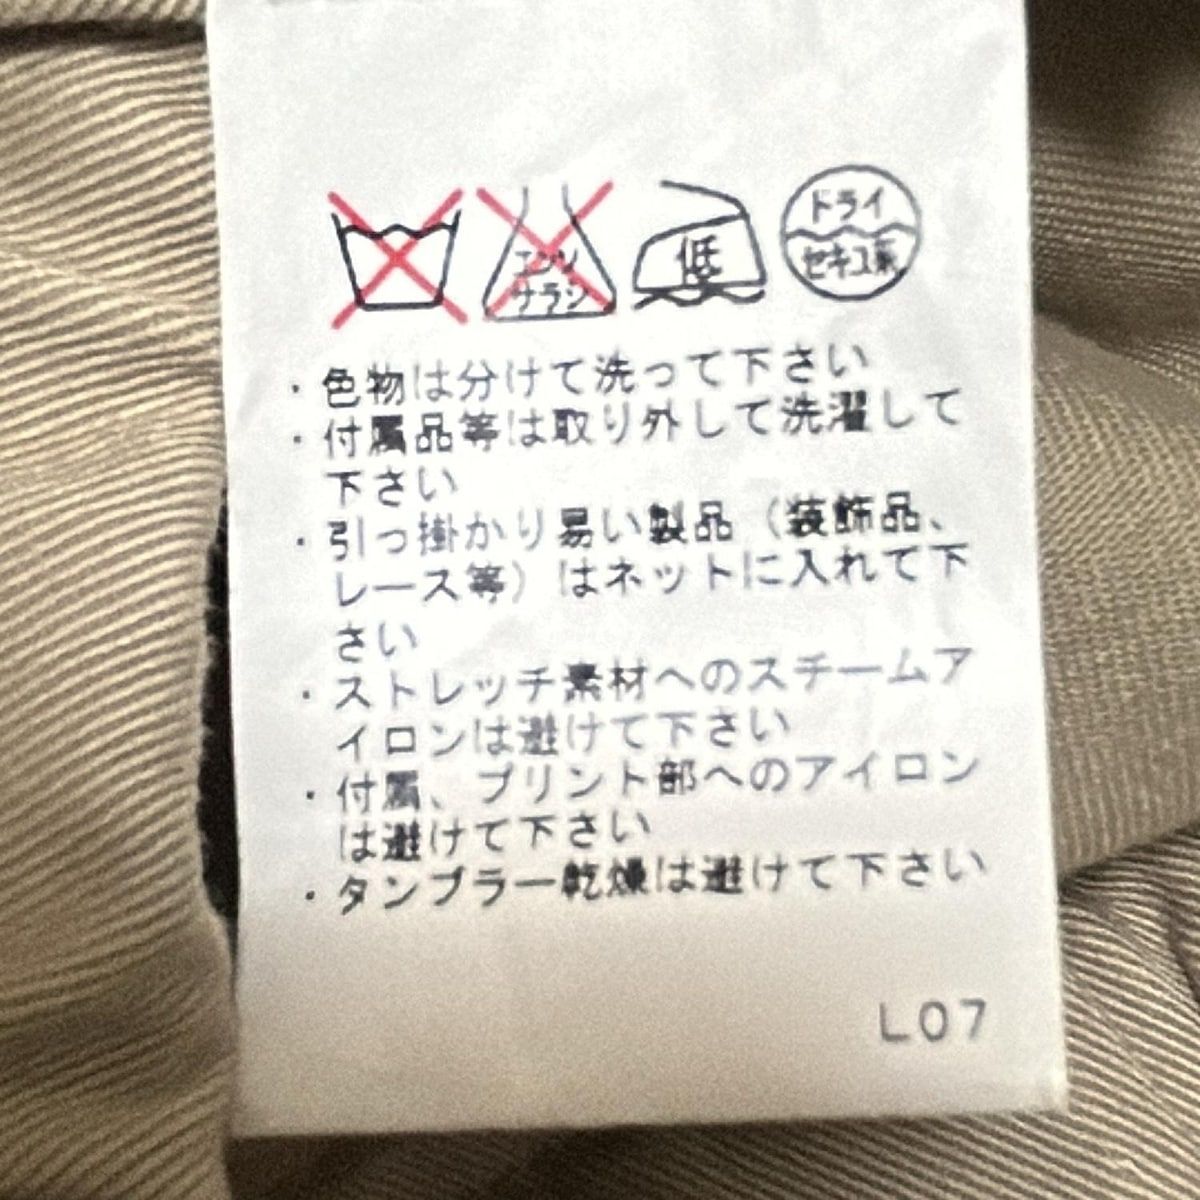 エンソ
サラシ
低
ドライ
セキユ系
・色物は分けて洗って下さい
・付属品等は取り外して洗濯して
下さい
・引っ掛かり易い製品（装飾品、
レース等）はネットに入れて下
さい
・ストレッチ素材へのスチームア
イロンは避けて下さい
・付属、プリント部へのアイロン
は避けて下さい
・タンブラー乾燥は避けて下さい
L07